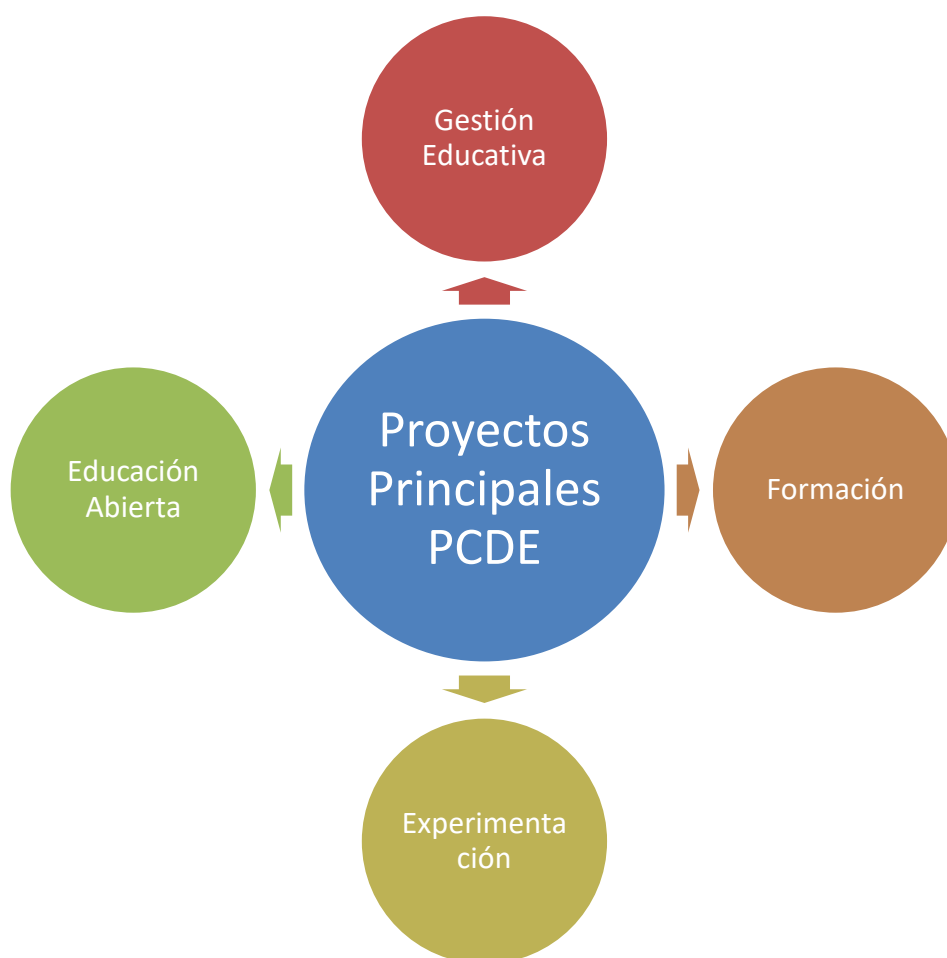 Gestión
Educativa
Proyectos
Principales
PCDE
Educación
Abierta
Formación
Experimenta
ción